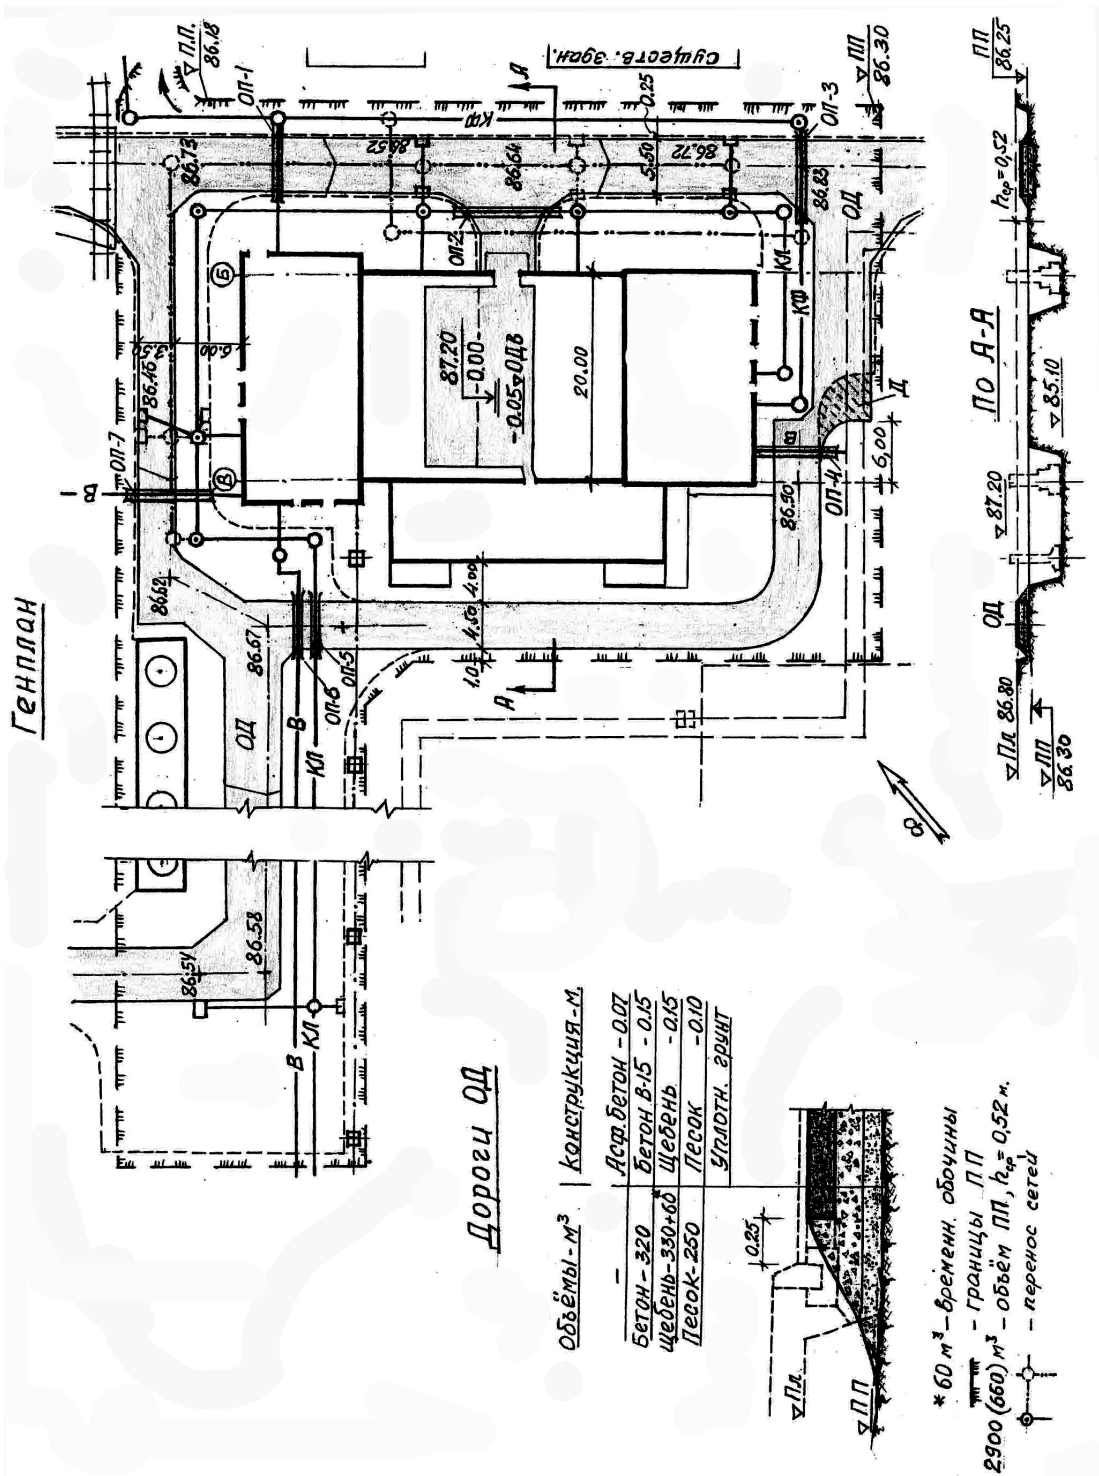 Генплан
Существ. здан.
▽П.П.
86.18
ОП-1
КФ
А
0.25
▽ПП
86.30
ОП-3
86.73
86.52
86.64
5.50
86.72
86.83
ОД
ОП-2
КЛ
КФ
Б
3.50
6.00
86.45
87.20
-0.00-
-0.05▽ОДВ
20.00
Д
ОП-7
В
В
В
ОП-4
6,00
86.90
86.62
86.67
ОД
В
КЛ
ОП-6
ОП-5
4.00
4.50
1.0
А
86.54
86.58
В
КЛ
По А-А
ПП
86.25
hср=0,52
▽85.10
▽87.20
ОД
▽Пл 86.80
▽ПП
86.30
Дороги ОД
Объёмы-м³ | Конструкция-м.
– Асф.бетон -0.07
Бетон-320 Бетон В-15 -0.15
Щебень-330+60* Щебень -0.15
Песок-250 Песок -0.10
Уплотн. грунт
0.25
▽Пл
▽ПП
*60 м³-временн. обочины
- границы ПП
2900(660)м³-объём ПП, hср=0,52 м.
- перенос сетей